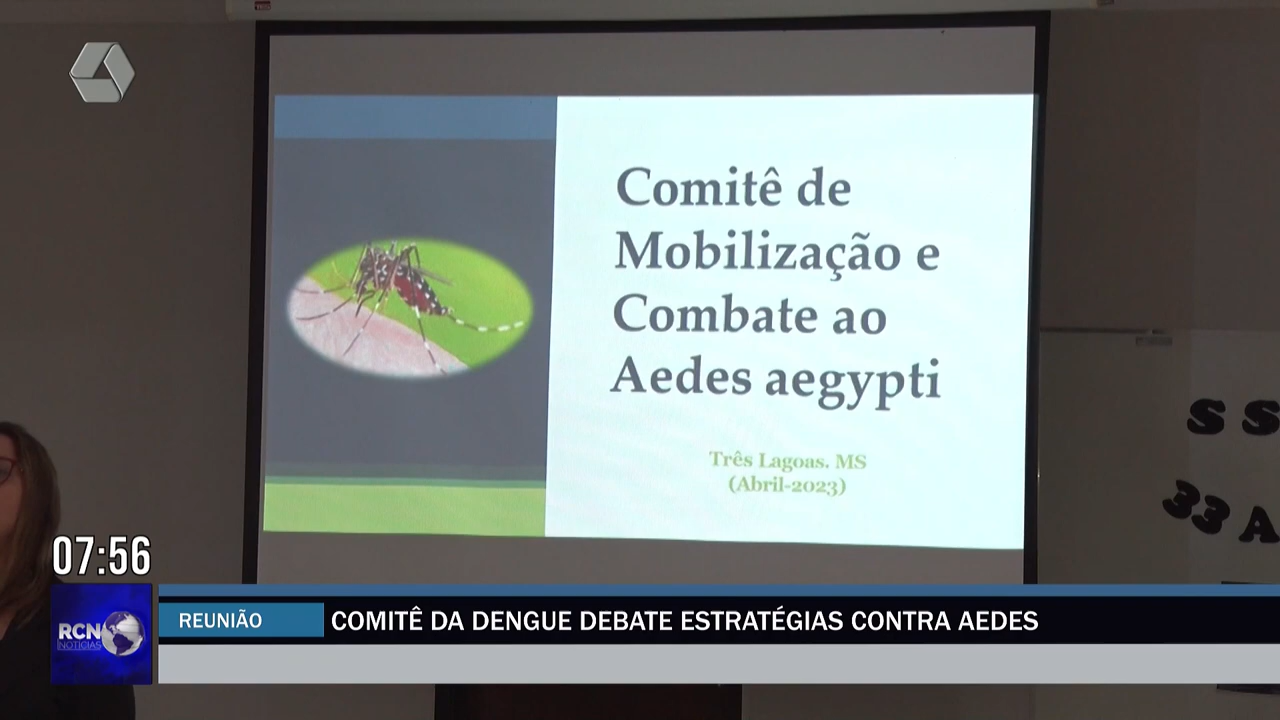 Comitê de
Mobilização e
Combate ao
Aedes aegypti
Três Lagoas. MS
(Abril-2023)
S S
33 A
07:56
RCN
NOTÍCIAS
REUNIÃO
COMITÊ DA DENGUE DEBATE ESTRATÉGIAS CONTRA AEDES